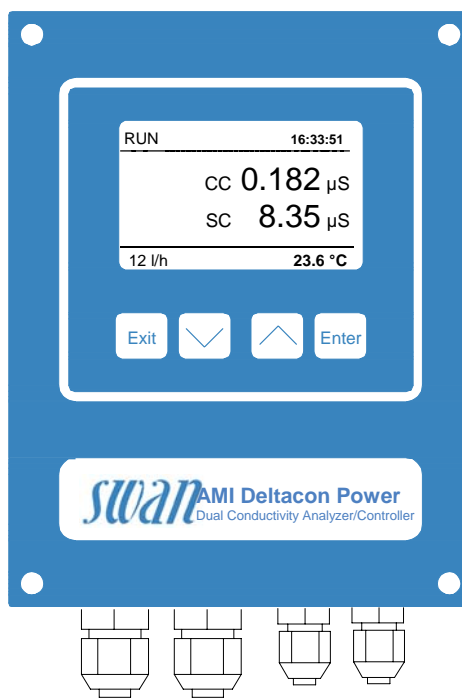 RUN 16:33:51
CC 0.182 µS
SC 8.35 µS
12 l/h 23.6 °C
Exit Enter
swan AMI Deltacon Power
Dual Conductivity Analyzer/Controller